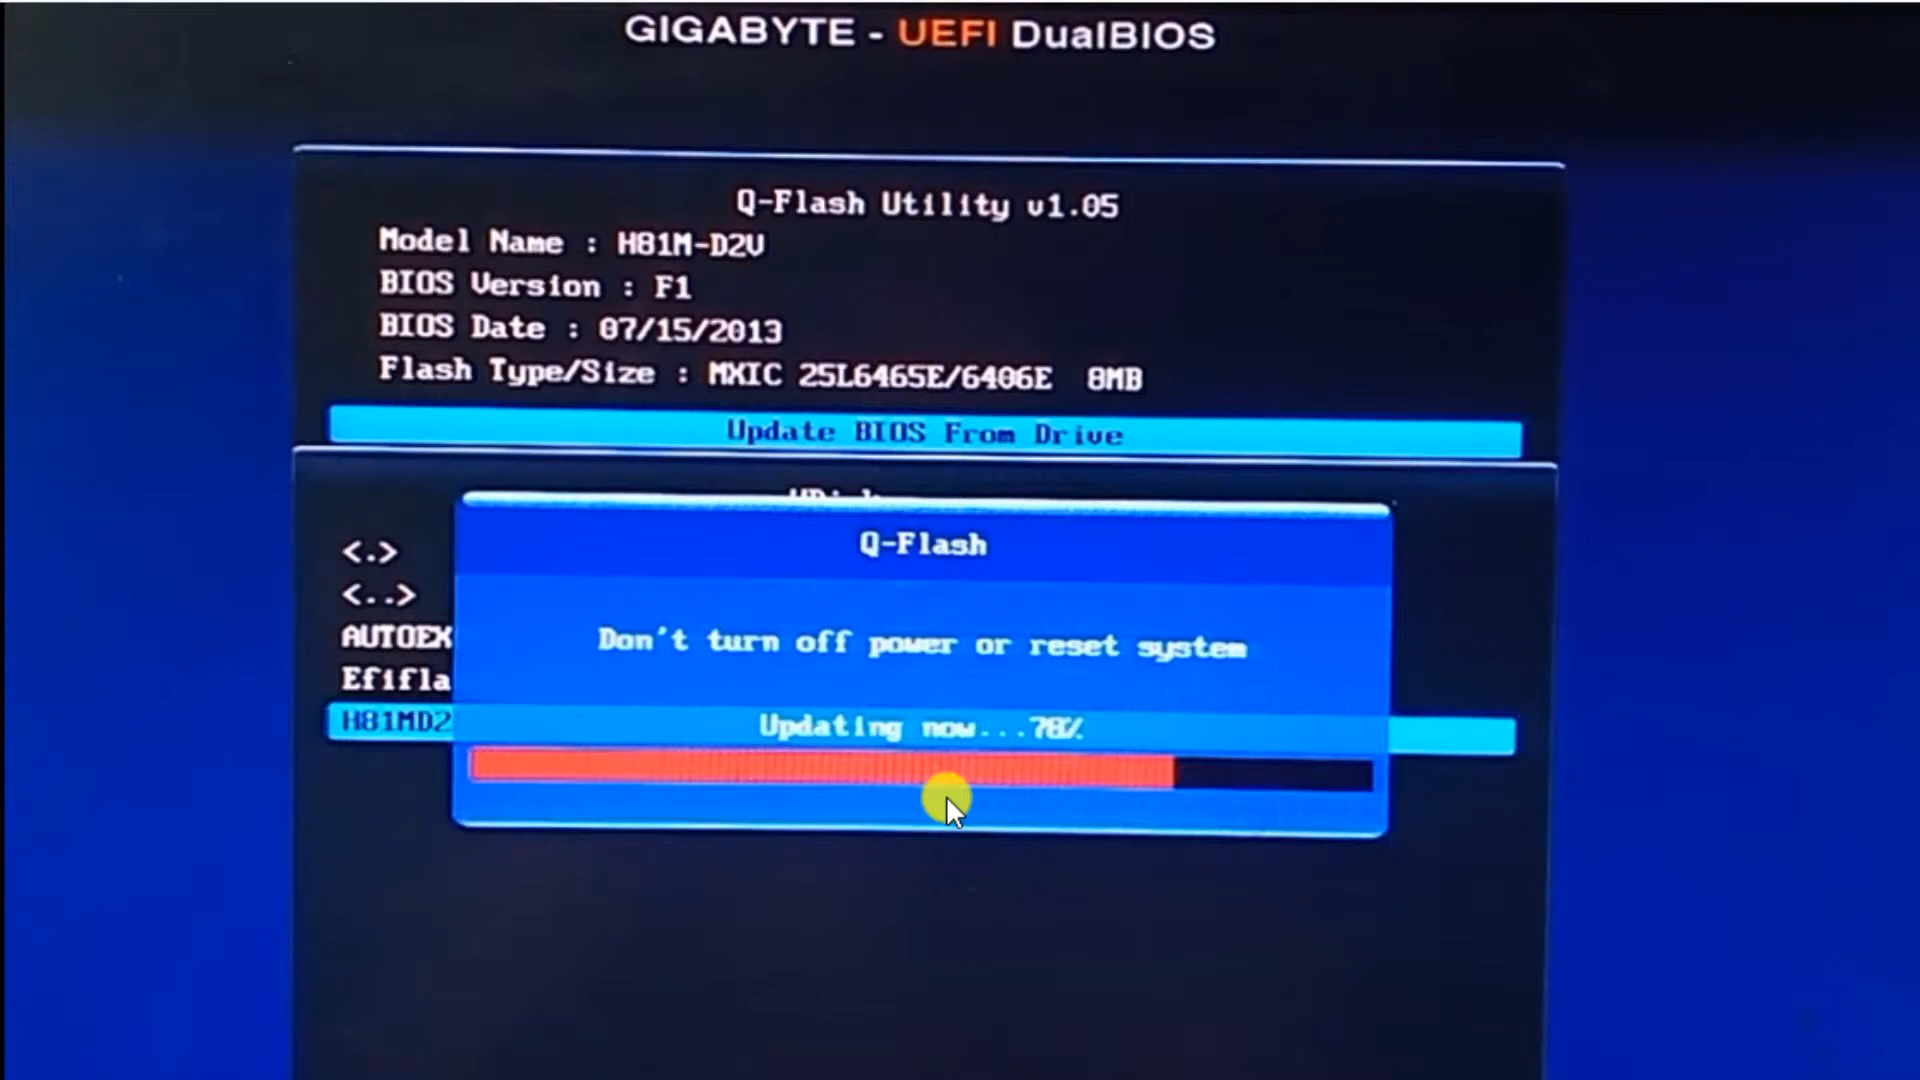 GIGABYTE - UEFI DualBIOS
Q-Flash Utility v1.05
Model Name : H81M-D2V
BIOS Version : F1
BIOS Date : 07/15/2013
Flash Type/Size : MXIC 25L6465E/6406E 8MB
Update BIOS From Drive
Q-Flash
<.>
<..>
AUTOEX
Don't turn off power or reset system
Efifla
H81MD2
Updating now...78%